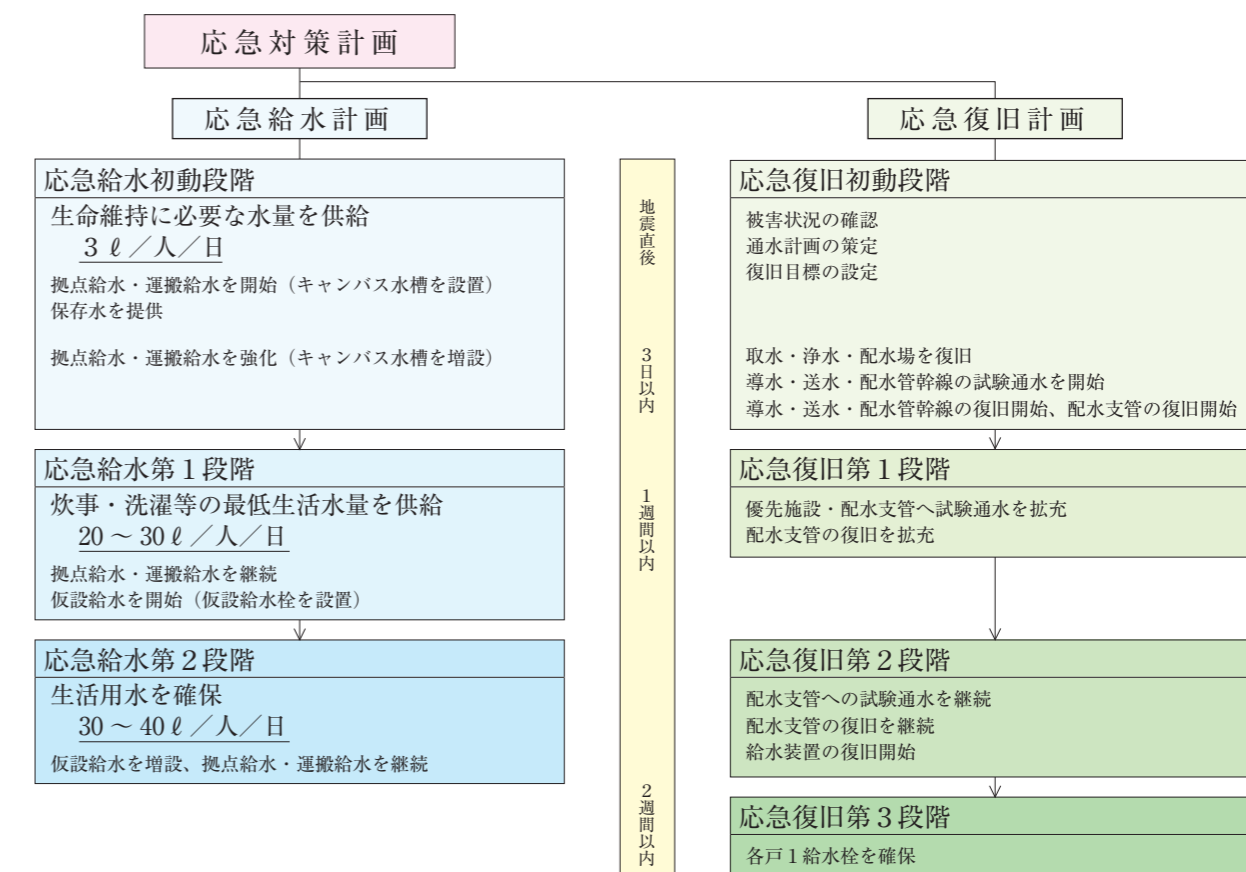 応急対策計画
応急給水計画
応急給水初動段階
生命維持に必要な水量を供給
3ℓ／人／日
拠点給水・運搬給水を開始（キャンバス水槽を設置）
保存水を提供
拠点給水・運搬給水を強化（キャンバス水槽を増設）
応急給水第１段階
炊事・洗濯等の最低生活水量を供給
20～30ℓ／人／日
拠点給水・運搬給水を継続
仮設給水を開始（仮設給水栓を設置）
応急給水第２段階
生活用水を確保
30～40ℓ／人／日
仮設給水を増設、拠点給水・運搬給水を継続
地震直後
３日以内
１週間以内
２週間以内
応急復旧計画
応急復旧初動段階
被害状況の確認
通水計画の策定
復旧目標の設定
取水・浄水・配水場を復旧
導水・送水・配水管幹線の試験通水を開始
導水・送水・配水管幹線の復旧開始、配水支管の復旧開始
応急復旧第１段階
優先施設・配水支管へ試験通水を拡充
配水支管の復旧を拡充
応急復旧第２段階
配水支管への試験通水を継続
配水支管の復旧を継続
給水装置の復旧開始
応急復旧第３段階
各戸１給水栓を確保